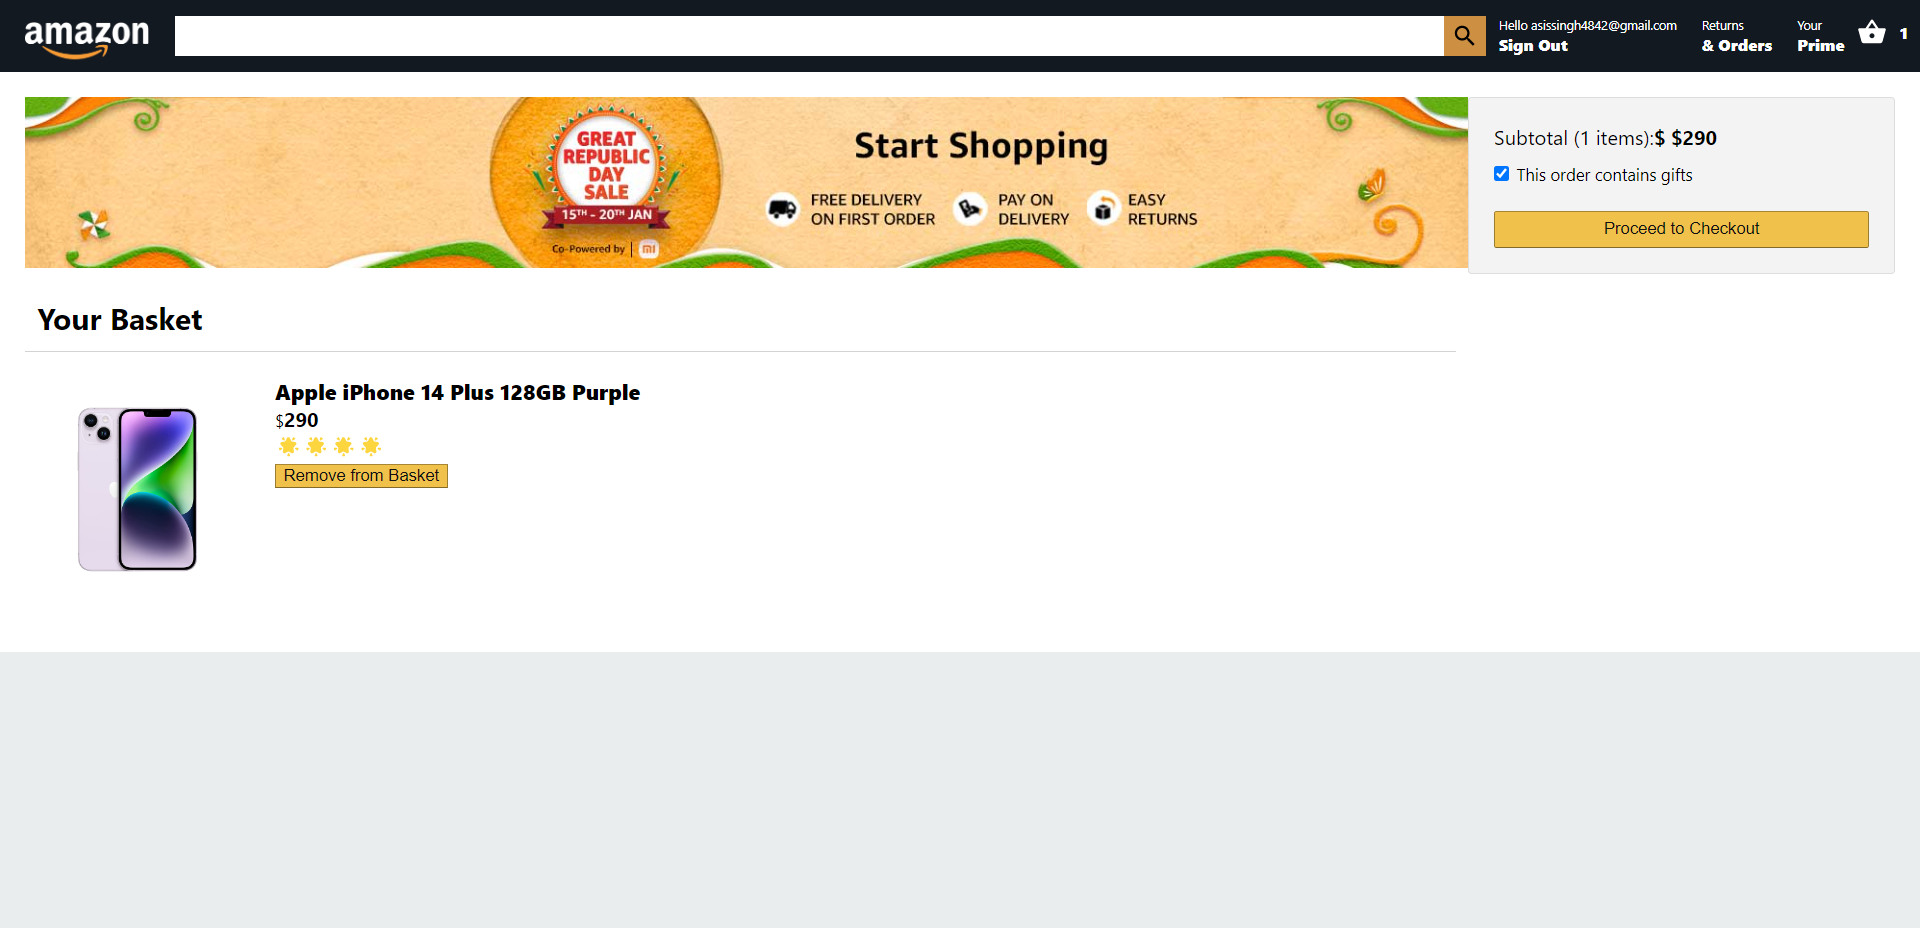 amazon
Hello asissingh4842@gmail.com
Sign Out
Returns
& Orders
Your
Prime
1
GREAT
REPUBLIC
DAY
SALE
15TH - 20TH JAN
Co-Powered by mi
Start Shopping
FREE DELIVERY
ON FIRST ORDER
PAY ON
DELIVERY
EASY
RETURNS
Subtotal (1 items):$ $290
This order contains gifts
Proceed to Checkout
Your Basket
Apple iPhone 14 Plus 128GB Purple
$290
Remove from Basket